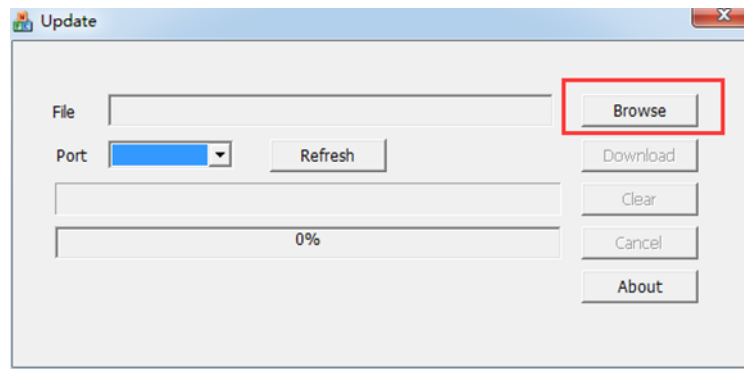 Update
File
Browse
Port
Refresh
Download
Clear
0%
Cancel
About